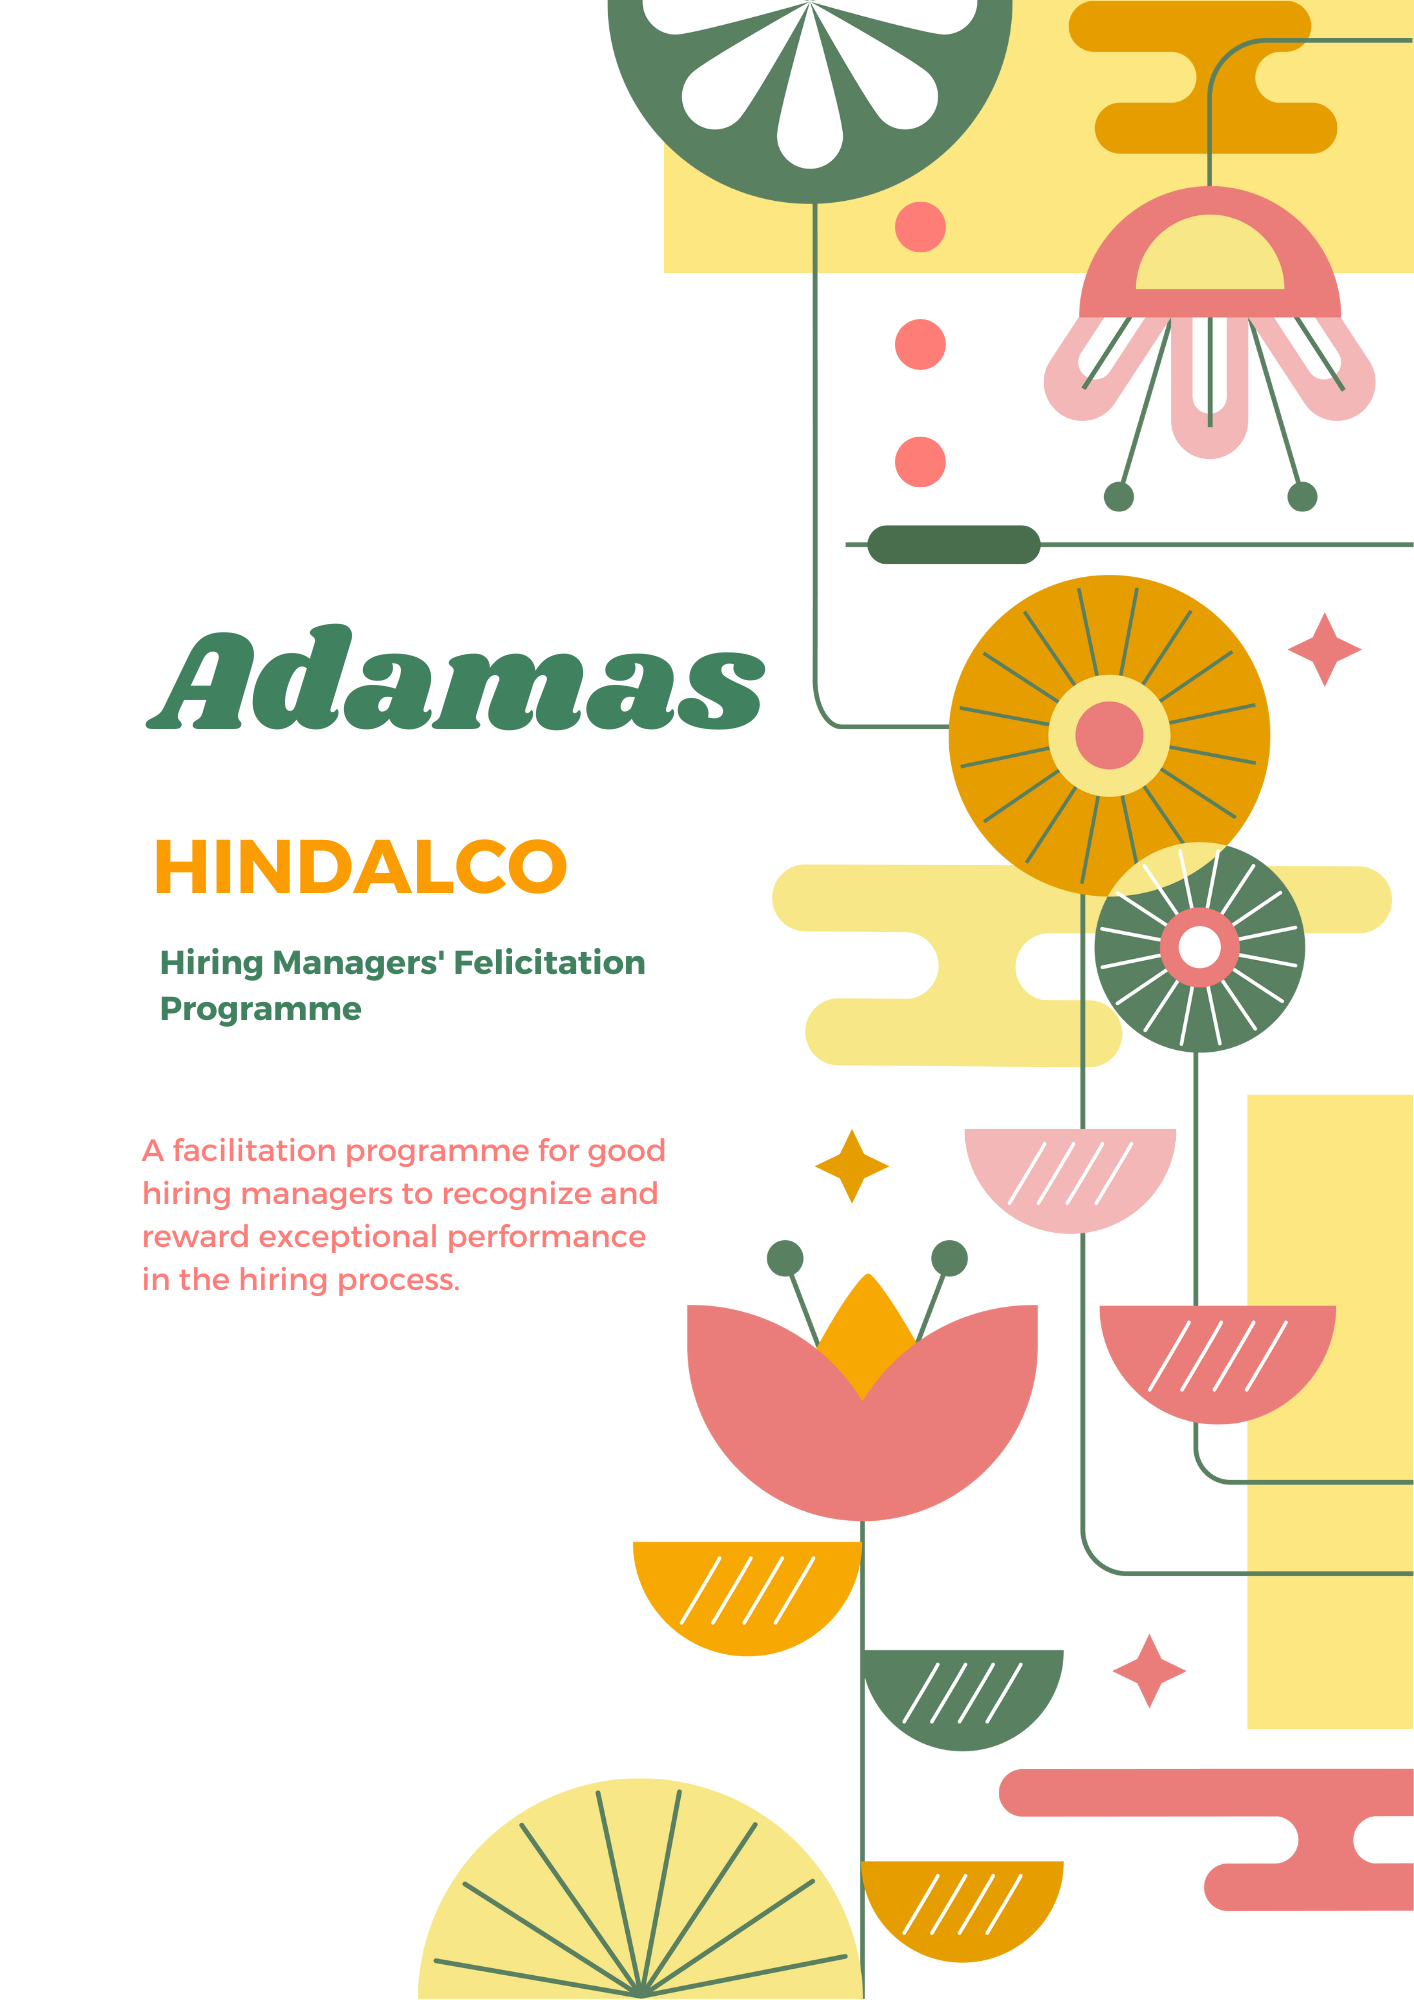 Adamas
HINDALCO
Hiring Managers' Felicitation
Programme
A facilitation programme for good
hiring managers to recognize and
reward exceptional performance
in the hiring process.